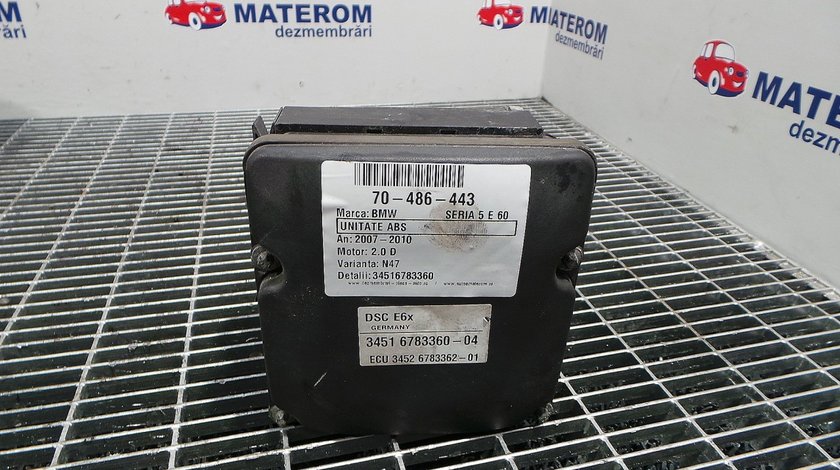 MATEROM
dezmembrări
MATEROM
dezmembrări
MATEROM
70-486-443
Marca: BMW SERIA 5 E 60
UNITATE ABS
An: 2007-2010
Motor: 2.0 D
Varianta: N47
Detalii: 34516783360
DSC E6x
GERMANY
3451 6783360-04
ECU 3452 6783362-01